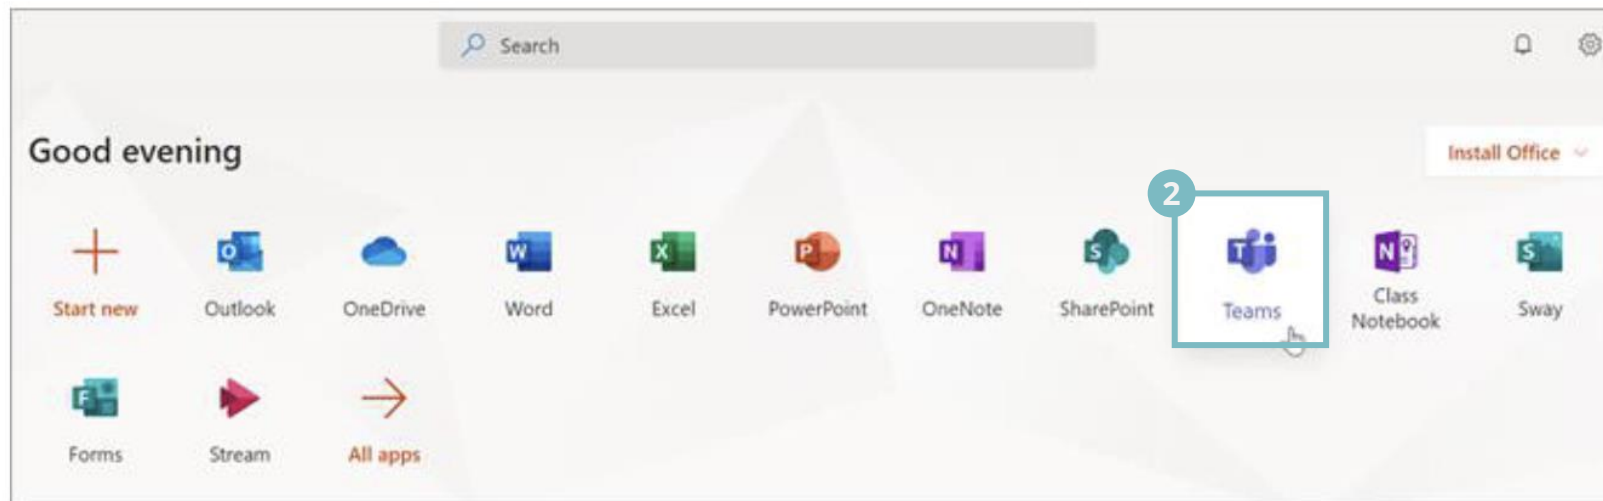 Search
Good evening
Install Office
2
Start new
Outlook
OneDrive
Word
Excel
PowerPoint
OneNote
SharePoint
Teams
Class
Notebook
Sway
Forms
Stream
All apps